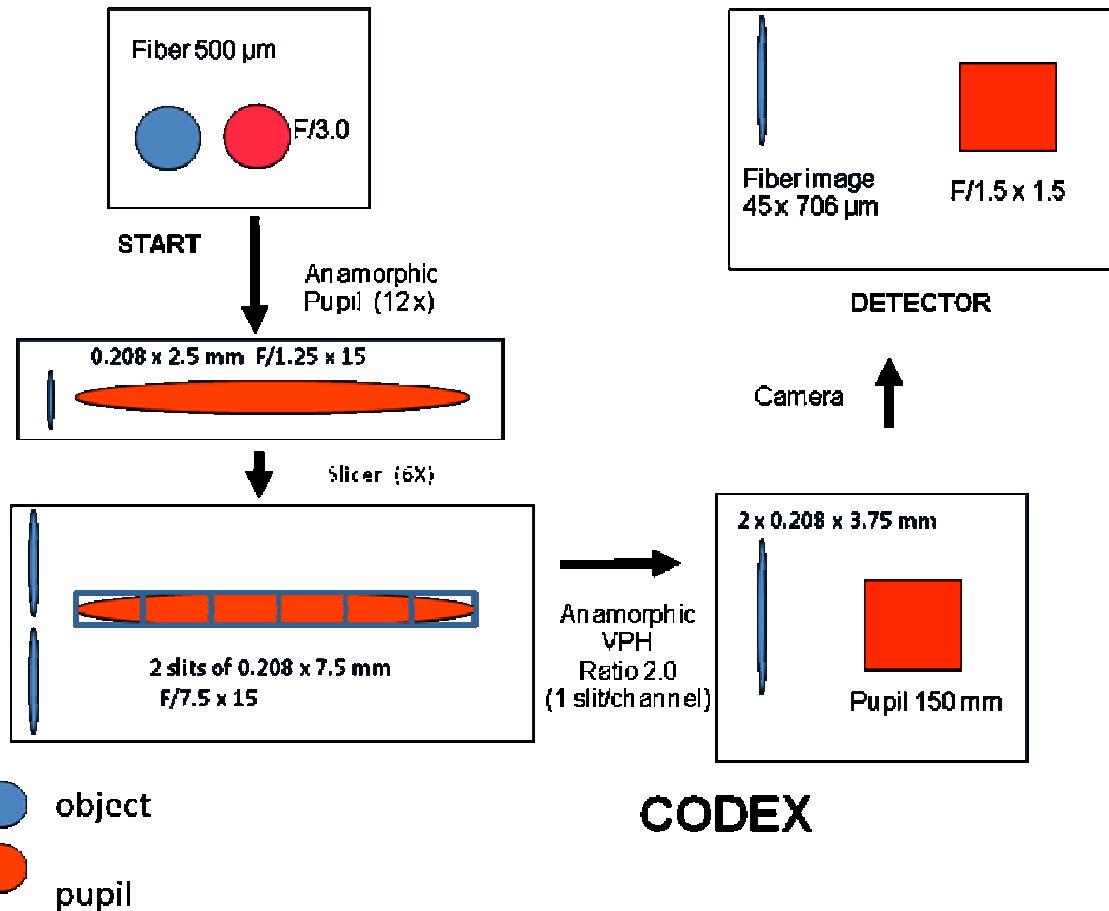 Fiber 500 µm
F/3.0
START
Anamorphic
Pupil (12x)
0.208 x 2.5 mm F/1.25 x 15
Slicer (6X)
2 slits of 0.208 x 7.5 mm
F/7.5 x 15
Anamorphic
VPH
Ratio 2.0
(1 slit/channel)
2 x 0.208 x 3.75 mm
Pupil 150 mm
Camera
DETECTOR
Fiber image
45 x 706 µm
F/1.5 x 1.5
object
pupil
CODEX